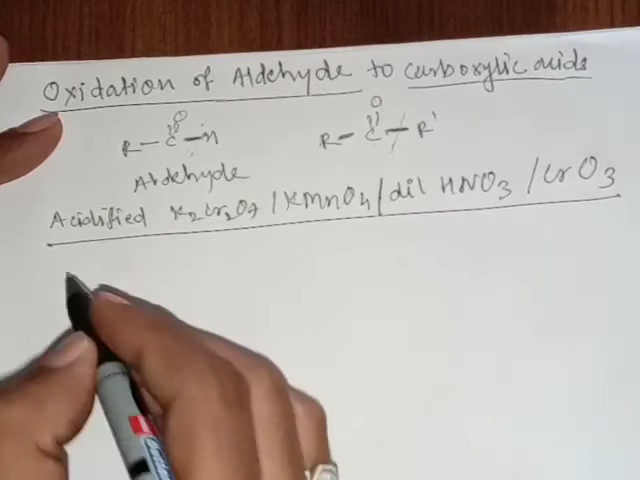 Oxidation of Aldehyde to carboxylic acids
O O
R-C-H R-C-R'
Aldehyde
Acidified K2Cr2O7 / KMnO4 / dil HNO3 / CrO3